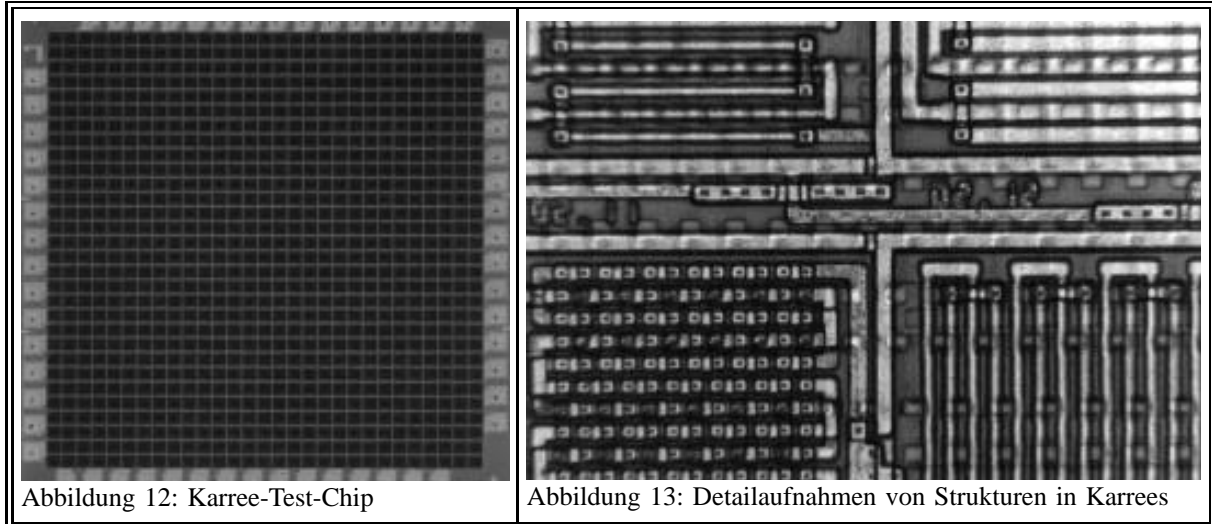 Abbildung 12: Karree-Test-Chip
Abbildung 13: Detailaufnahmen von Strukturen in Karrees